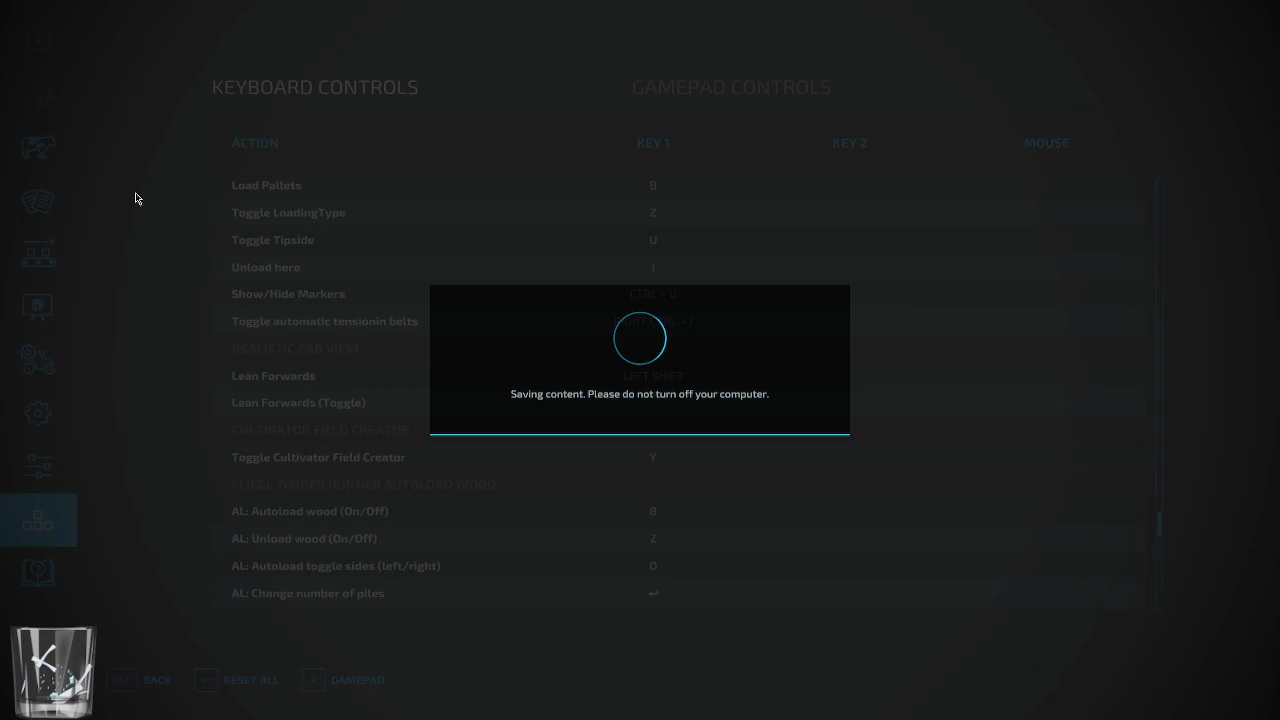 KEYBOARD CONTROLS GAMEPAD CONTROLS
ACTION KEY 1 KEY 2 MOUSE
Load Pallets B
Toggle LoadingType Z
Toggle Tipside U
Unload here I
Show/Hide Markers CTRL + U
Toggle automatic tensionin belts RIGHT CTRL + I
REALISTIC CAB VIEW
Lean Forwards LEFT SHIFT
Lean Forwards (Toggle)
CULTIVATOR FIELD CREATOR
Toggle Cultivator Field Creator Y
FLIEGL TIMBER RUNNER AUTOLOAD WOOD
AL: Autoload wood (On/Off) B
AL: Unload wood (On/Off) Z
AL: Autoload toggle sides (left/right) O
AL: Change number of piles ↵
Saving content. Please do not turn off your computer.
ESC BACK RESET ALL GAMEPAD